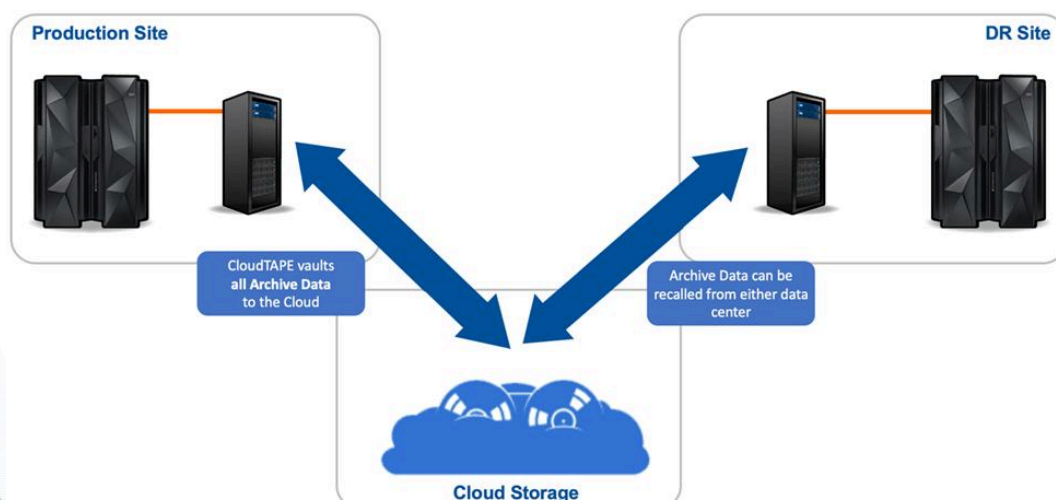 Production Site
DR Site
CloudTAPE vaults
all Archive Data
to the Cloud
Archive Data can be
recalled from either data
center
Cloud Storage